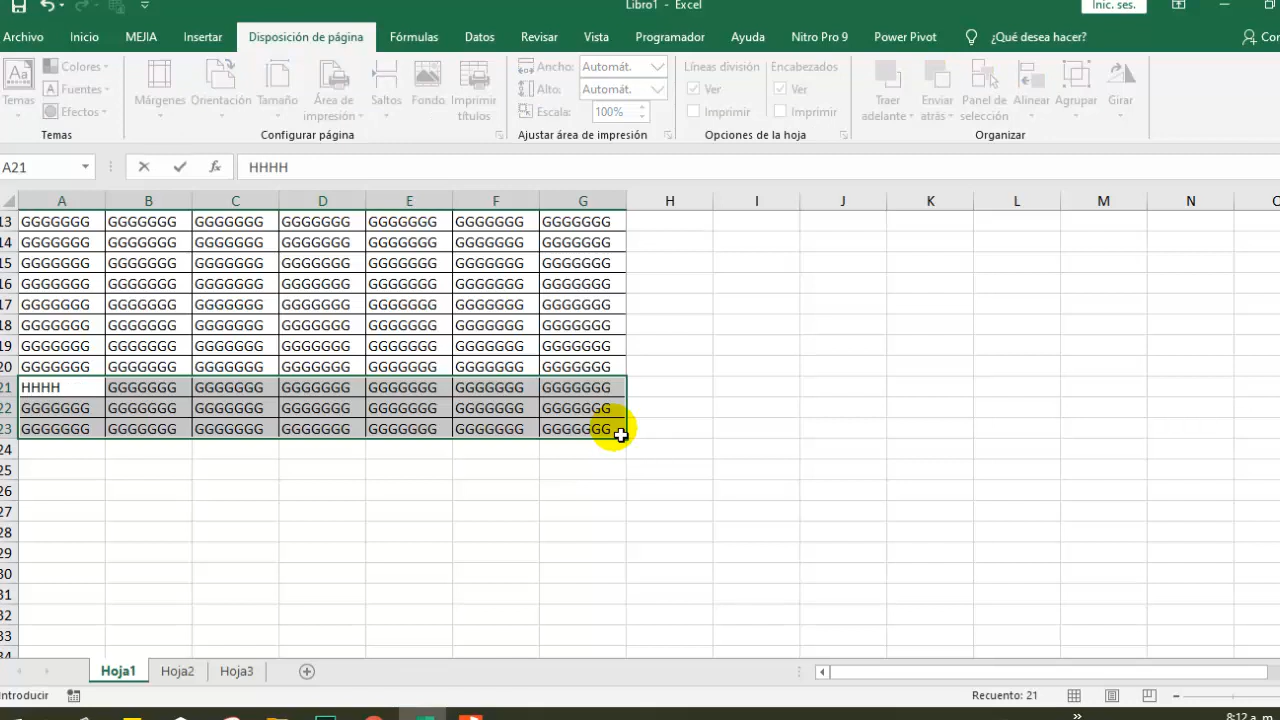 Libro1 - Excel
Inic. ses.
Archivo Inicio MEJIA Insertar Disposición de página Fórmulas Datos Revisar Vista Programador Ayuda Nitro Pro 9 Power Pivot ¿Qué desea hacer?
Colores Ancho: Automát. Líneas división Encabezados
Aa Fuentes Alto: Automát. Ver Ver
Temas Efectos Márgenes Orientación Tamaño Área de impresión Saltos Fondo Imprimir títulos Escala: 100% Imprimir Imprimir Traer adelante Enviar atrás Panel de selección Alinear Agrupar Girar
Temas Configurar página Ajustar área de impresión Opciones de la hoja Organizar
A21 fx HHHH
A B C D E F G H I J K L M N
13 GGGGGGG GGGGGGG GGGGGGG GGGGGGG GGGGGGG GGGGGGG GGGGGGG
14 GGGGGGG GGGGGGG GGGGGGG GGGGGGG GGGGGGG GGGGGGG GGGGGGG
15 GGGGGGG GGGGGGG GGGGGGG GGGGGGG GGGGGGG GGGGGGG GGGGGGG
16 GGGGGGG GGGGGGG GGGGGGG GGGGGGG GGGGGGG GGGGGGG GGGGGGG
17 GGGGGGG GGGGGGG GGGGGGG GGGGGGG GGGGGGG GGGGGGG GGGGGGG
18 GGGGGGG GGGGGGG GGGGGGG GGGGGGG GGGGGGG GGGGGGG GGGGGGG
19 GGGGGGG GGGGGGG GGGGGGG GGGGGGG GGGGGGG GGGGGGG GGGGGGG
20 GGGGGGG GGGGGGG GGGGGGG GGGGGGG GGGGGGG GGGGGGG GGGGGGG
21 HHHH GGGGGGG GGGGGGG GGGGGGG GGGGGGG GGGGGGG GGGGGGG
22 GGGGGGG GGGGGGG GGGGGGG GGGGGGG GGGGGGG GGGGGGG GGGGGGG
23 GGGGGGG GGGGGGG GGGGGGG GGGGGGG GGGGGGG GGGGGGG GGGGGGG
24
25
26
27
28
29
30
31
32
33
Hoja1 Hoja2 Hoja3
Introducir Recuento: 21
8:12 a. m.